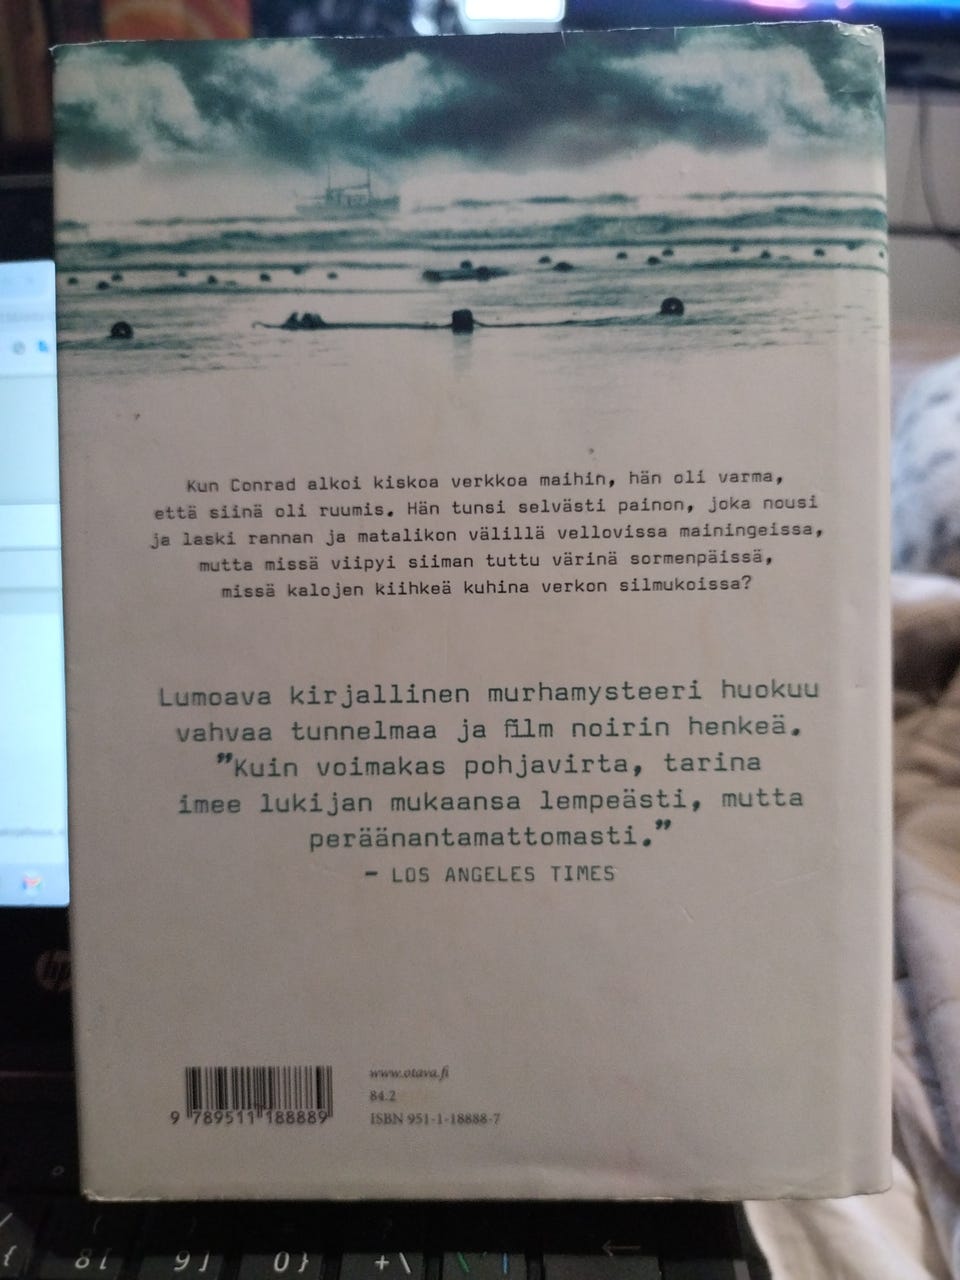 Kun Conrad alkoi kiskoa verkkoa maihin, hän oli varma,
että siinä oli ruumis. Hän tunsi selvästi painon, joka nousi
ja laski rannan ja matalikon välillä vellovissa mainingeissa,
mutta missä viipyi siiman tuttu värinä sormenpäissä,
missä kalojen kiihkeä kuhina verkon silmukoissa?
Lumoava kirjallinen murhamysteeri huokuu
vahvaa tunnelmaa ja film noirin henkeä.
”Kuin voimakas pohjavirta, tarina
imee lukijan mukaansa lempeästi, mutta
peräänantamattomasti.”
– LOS ANGELES TIMES
www.otava.fi
84.2
ISBN 951-1-18888-7
9 789511 188889
hp